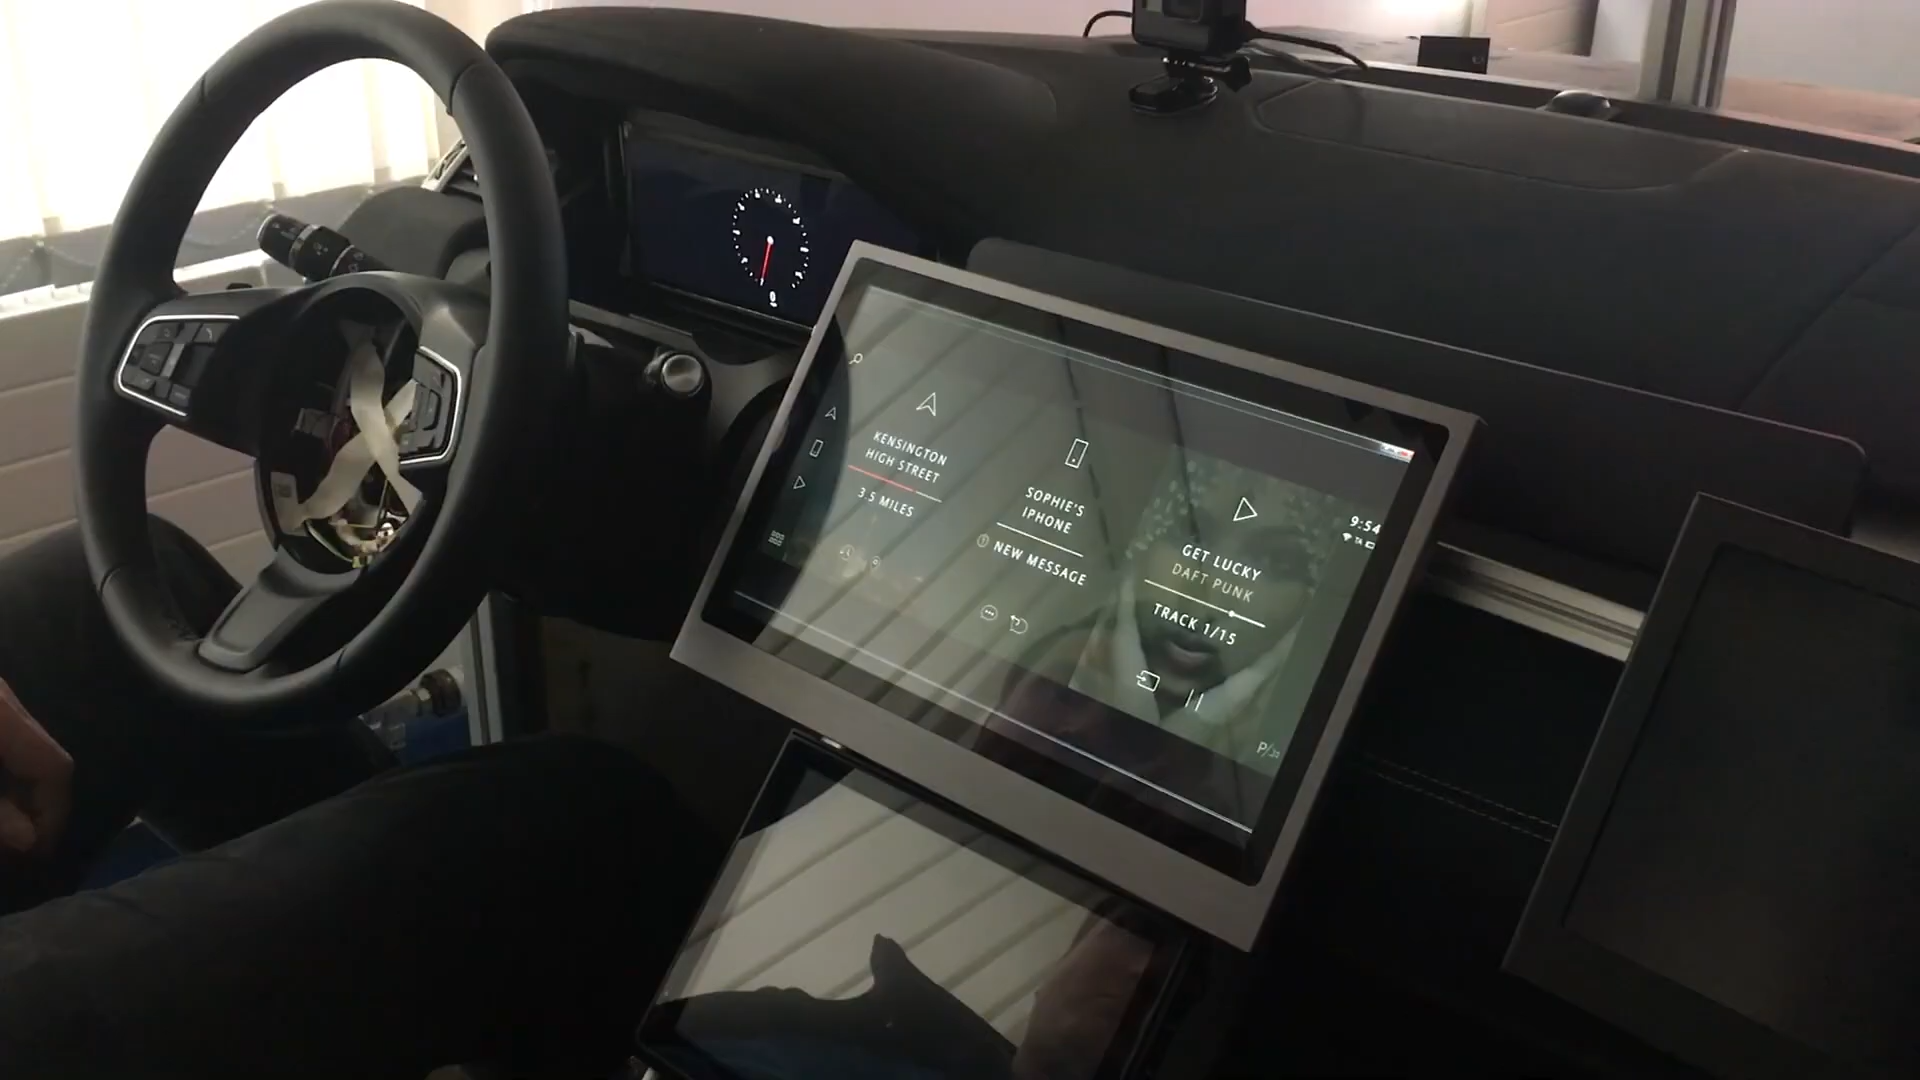 KENSINGTON
HIGH STREET
3.5 MILES
SOPHIE'S
IPHONE
NEW MESSAGE
GET LUCKY
DAFT PUNK
TRACK 1/15
9:54
0